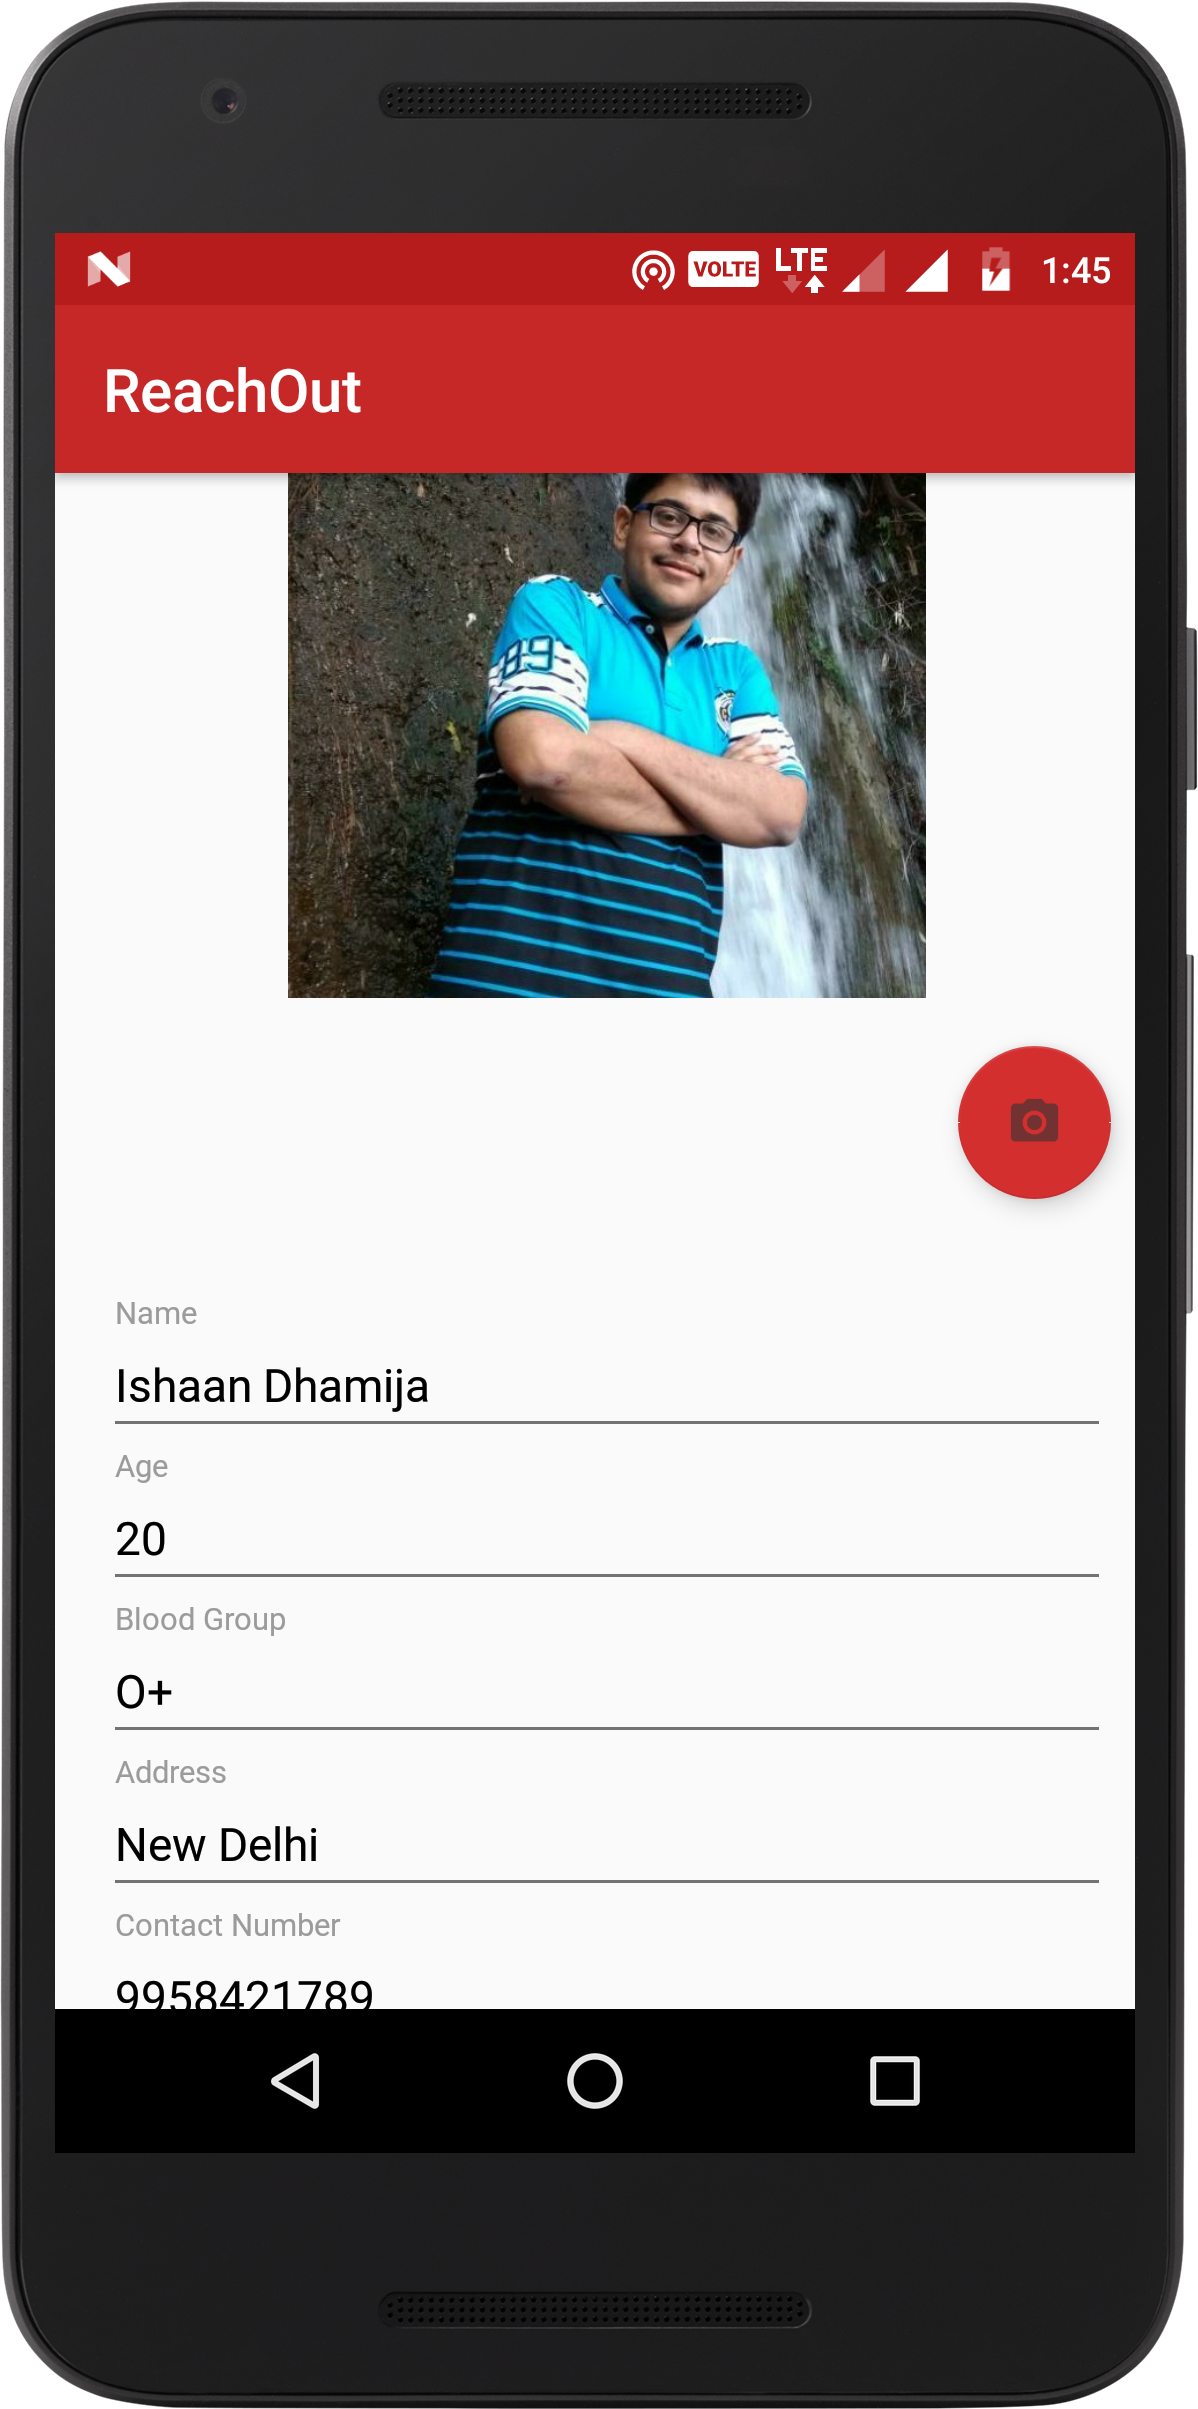 VOLTE
LTE
1:45
ReachOut
89
Name
Ishaan Dhamija
Age
20
Blood Group
O+
Address
New Delhi
Contact Number
9958421789